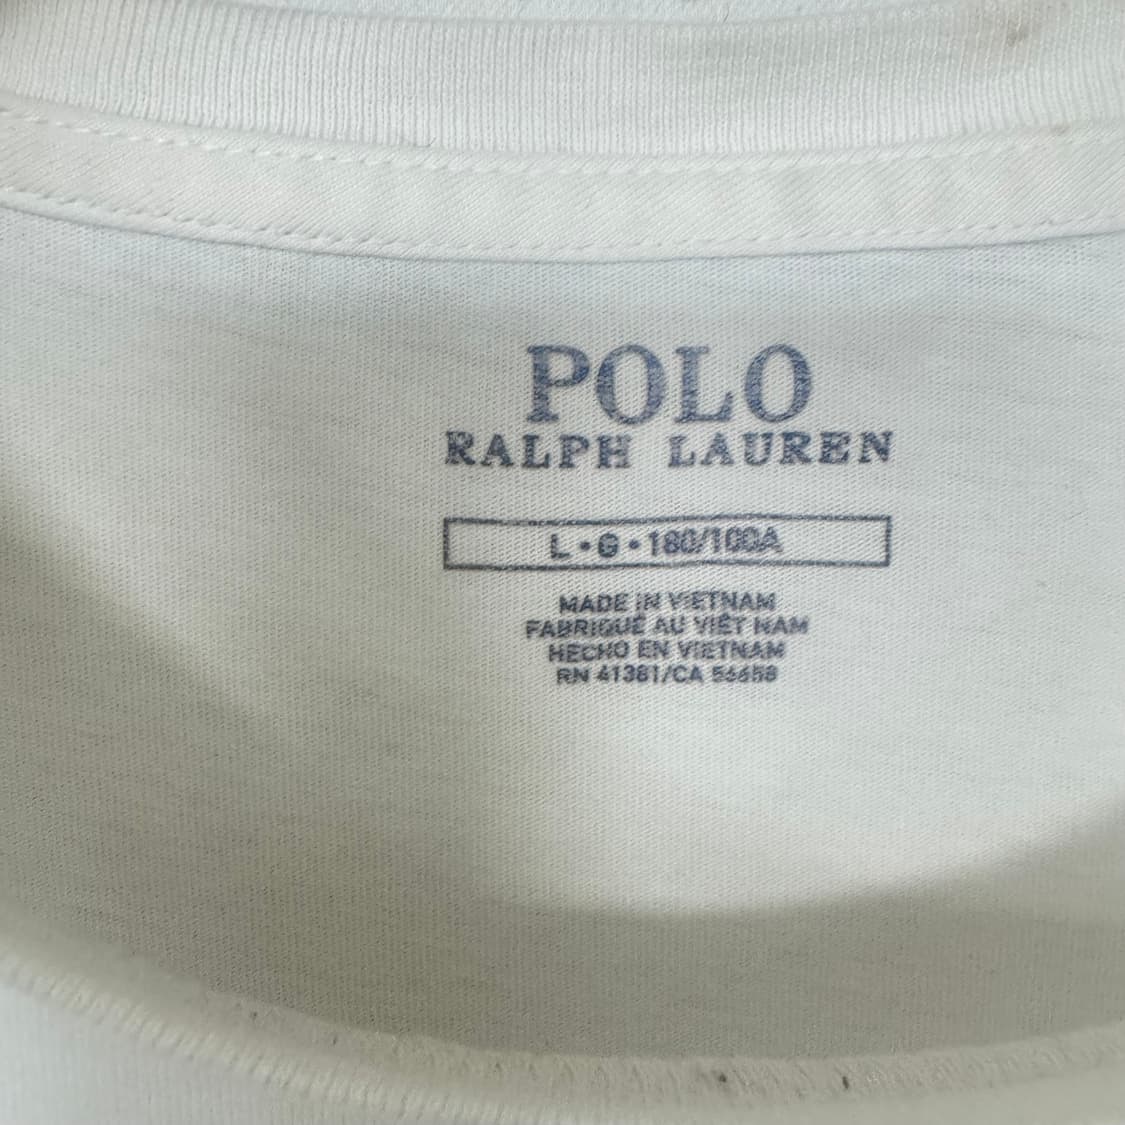 POLO
RALPH LAUREN
L • G • 180/100A
MADE IN VIETNAM
FABRIQUÉ AU VIÊT NAM
HECHO EN VIETNAM
RN 41381/CA 56658